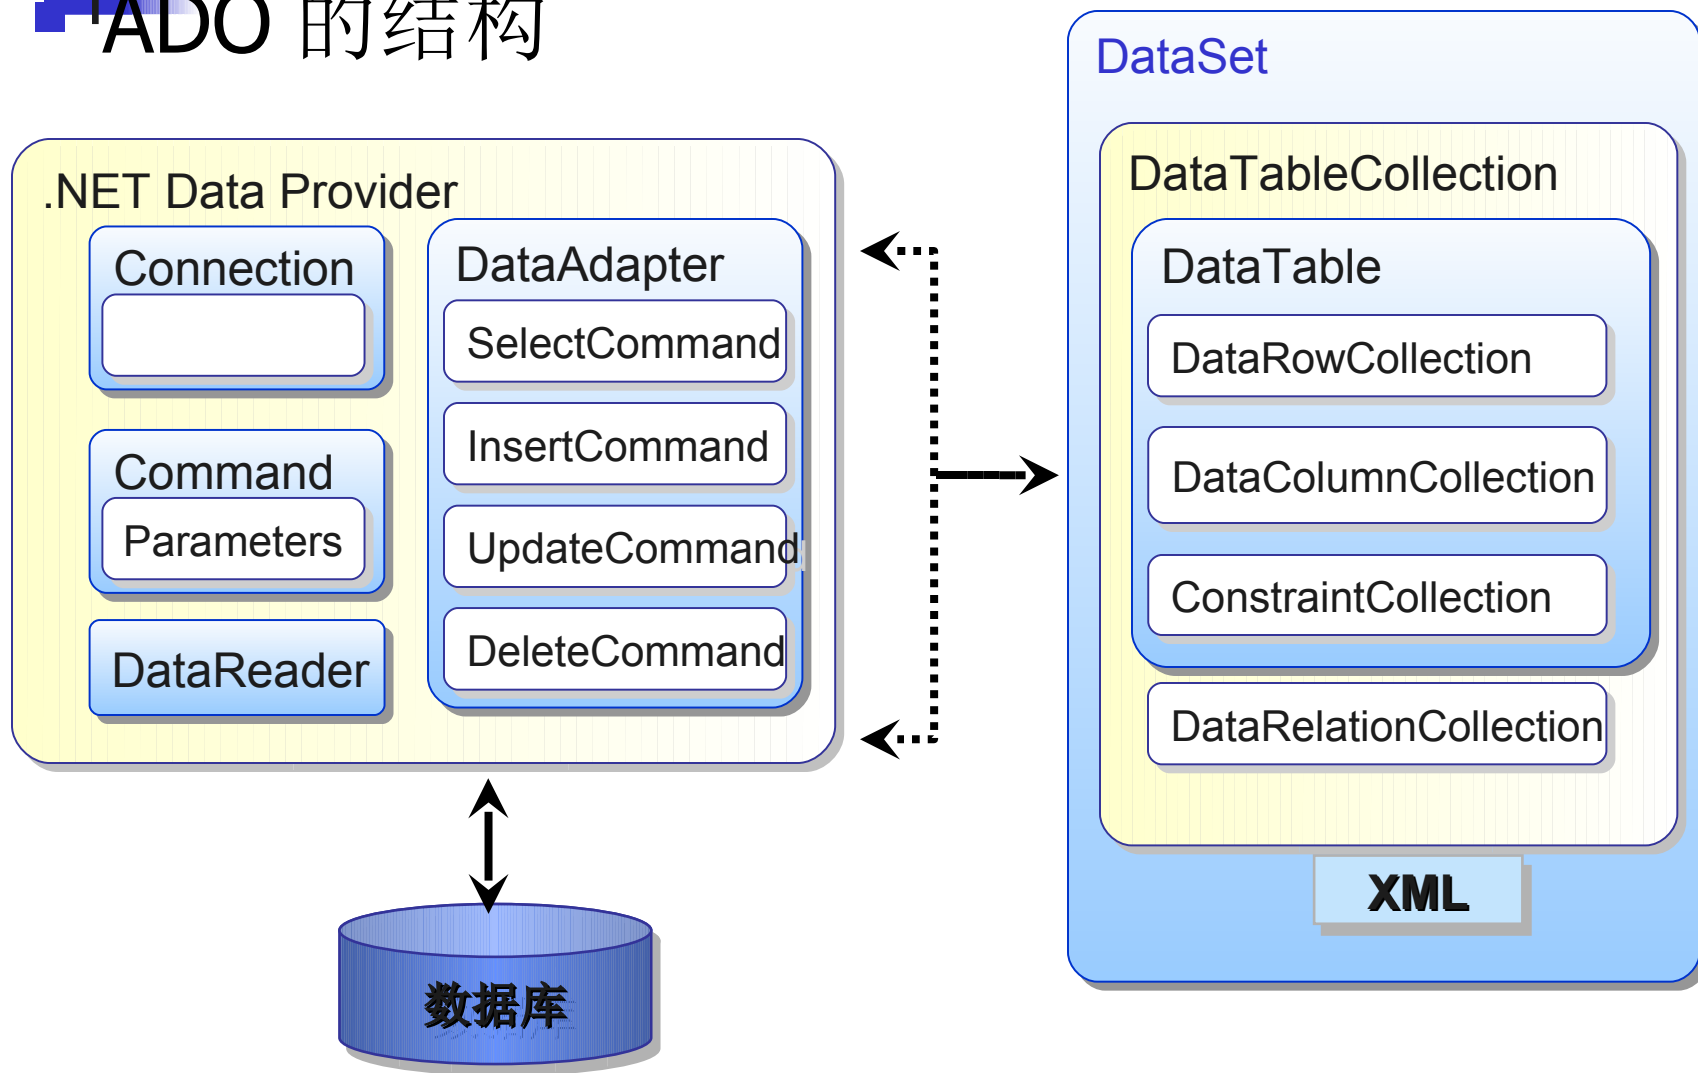 ADO 的结构
.NET Data Provider
Connection
Command
Parameters
DataReader
DataAdapter
SelectCommand
InsertCommand
UpdateCommand
DeleteCommand
数据库
DataSet
DataTableCollection
DataTable
DataRowCollection
DataColumnCollection
ConstraintCollection
DataRelationCollection
XML